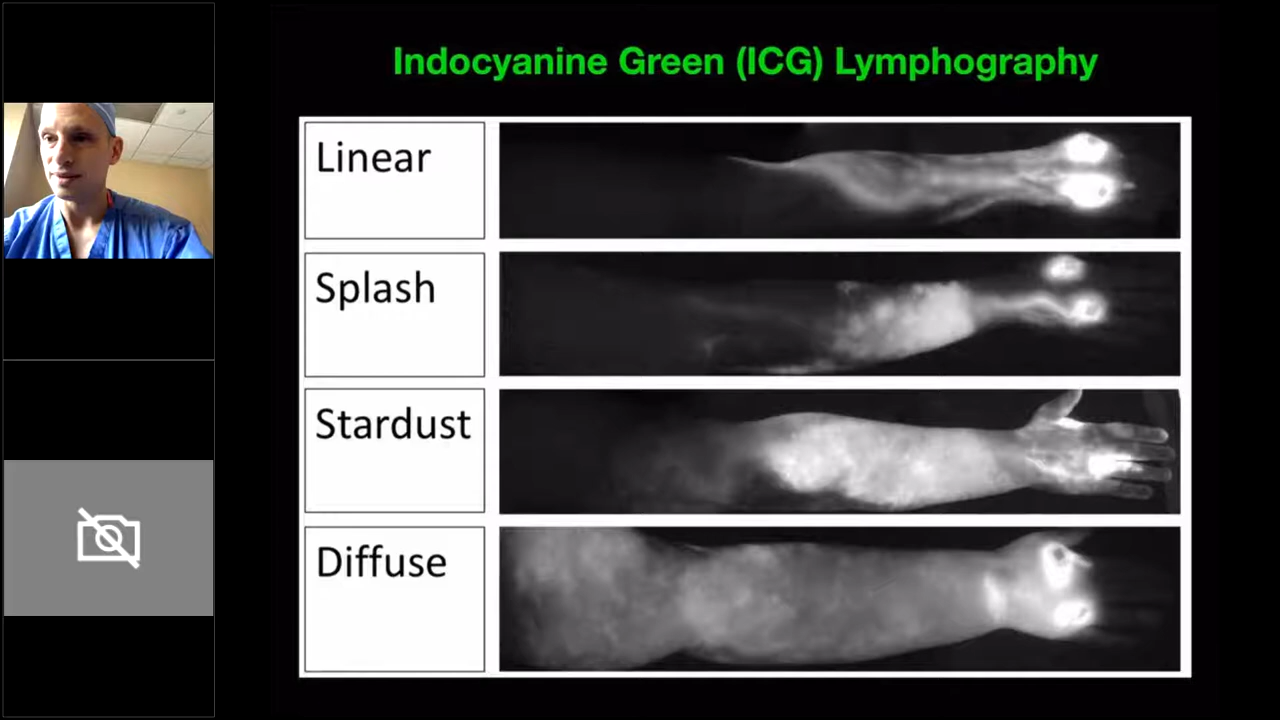 Indocyanine Green (ICG) Lymphography
Linear
Splash
Stardust
Diffuse